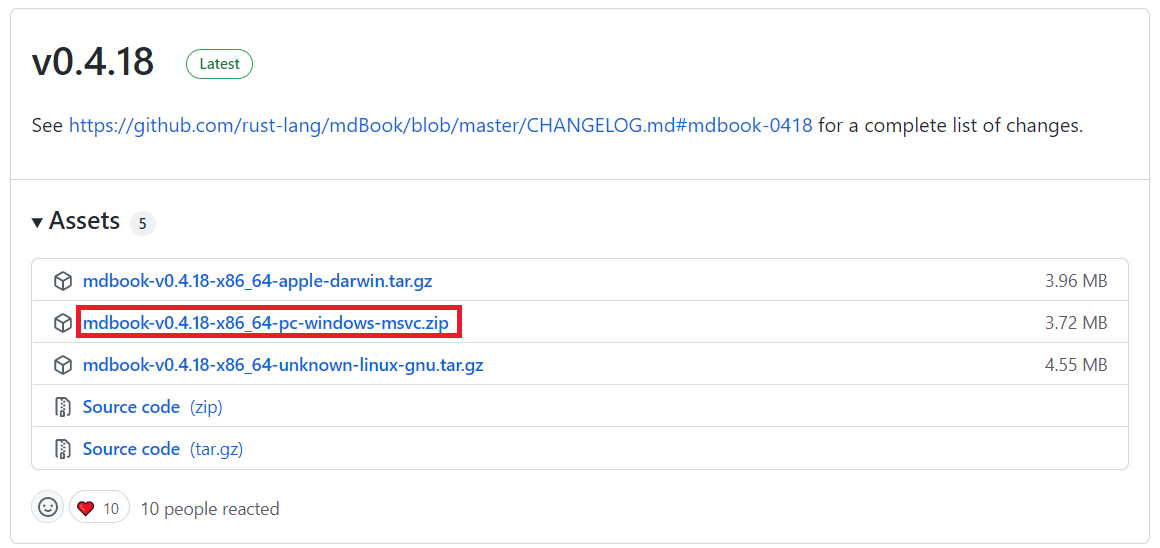 v0.4.18 Latest
See https://github.com/rust-lang/mdBook/blob/master/CHANGELOG.md#mdbook-0418 for a complete list of changes.
Assets 5
mdbook-v0.4.18-x86_64-apple-darwin.tar.gz 3.96 MB
mdbook-v0.4.18-x86_64-pc-windows-msvc.zip 3.72 MB
mdbook-v0.4.18-x86_64-unknown-linux-gnu.tar.gz 4.55 MB
Source code (zip)
Source code (tar.gz)
10 10 people reacted